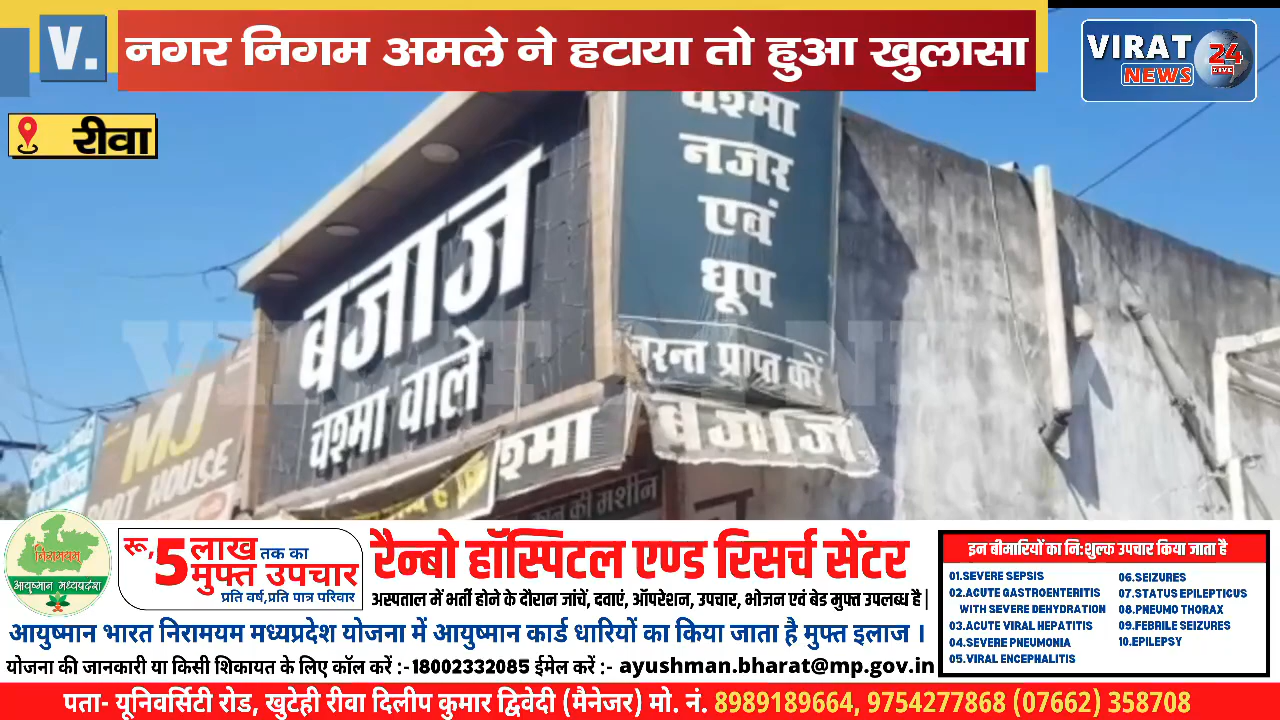 V.
नगर निगम अमले ने हटाया तो हुआ खुलासा
VIRAT
24
NEWS
LIVE
रीवा
चश्मा
नजर
एवं
धूप
तुरन्त प्राप्त करें
बजाज
चश्मा वाले
चश्मा
बजाज
MJ
HOUSE
की मशीन
निरामयम्
आयुष्मान मध्यप्रदेश
रू,5 लाख तक का
मुफ्त उपचार
प्रति वर्ष,प्रति पात्र परिवार
रैन्बो हॉस्पिटल एण्ड रिसर्च सेंटर
अस्पताल में भर्ती होने के दौरान जांचें, दवाएं, ऑपरेशन, उपचार, भोजन एवं बेड मुफ्त उपलब्ध है|
आयुष्मान भारत निरामयम मध्यप्रदेश योजना में आयुष्मान कार्ड धारियों का किया जाता है मुफ्त इलाज ।
योजना की जानकारी या किसी शिकायत के लिए कॉल करें :-18002332085 ईमेल करें :- ayushman.bharat@mp.gov.in
इन बीमारियों का नि:शुल्क उपचार किया जाता है
01.SEVERE SEPSIS
02.ACUTE GASTROENTERITIS
WITH SEVERE DEHYDRATION
03.ACUTE VIRAL HEPATITIS
04.SEVERE PNEUMONIA
05.VIRAL ENCEPHALITIS
06.SEIZURES
07.STATUS EPILEPTICUS
08.PNEUMO THORAX
09.FEBRILE SEIZURES
10.EPILEPSY
पता- यूनिवर्सिटी रोड, खुटेही रीवा दिलीप कुमार द्विवेदी (मैनेजर) मो. नं. 8989189664, 9754277868 (07662) 358708